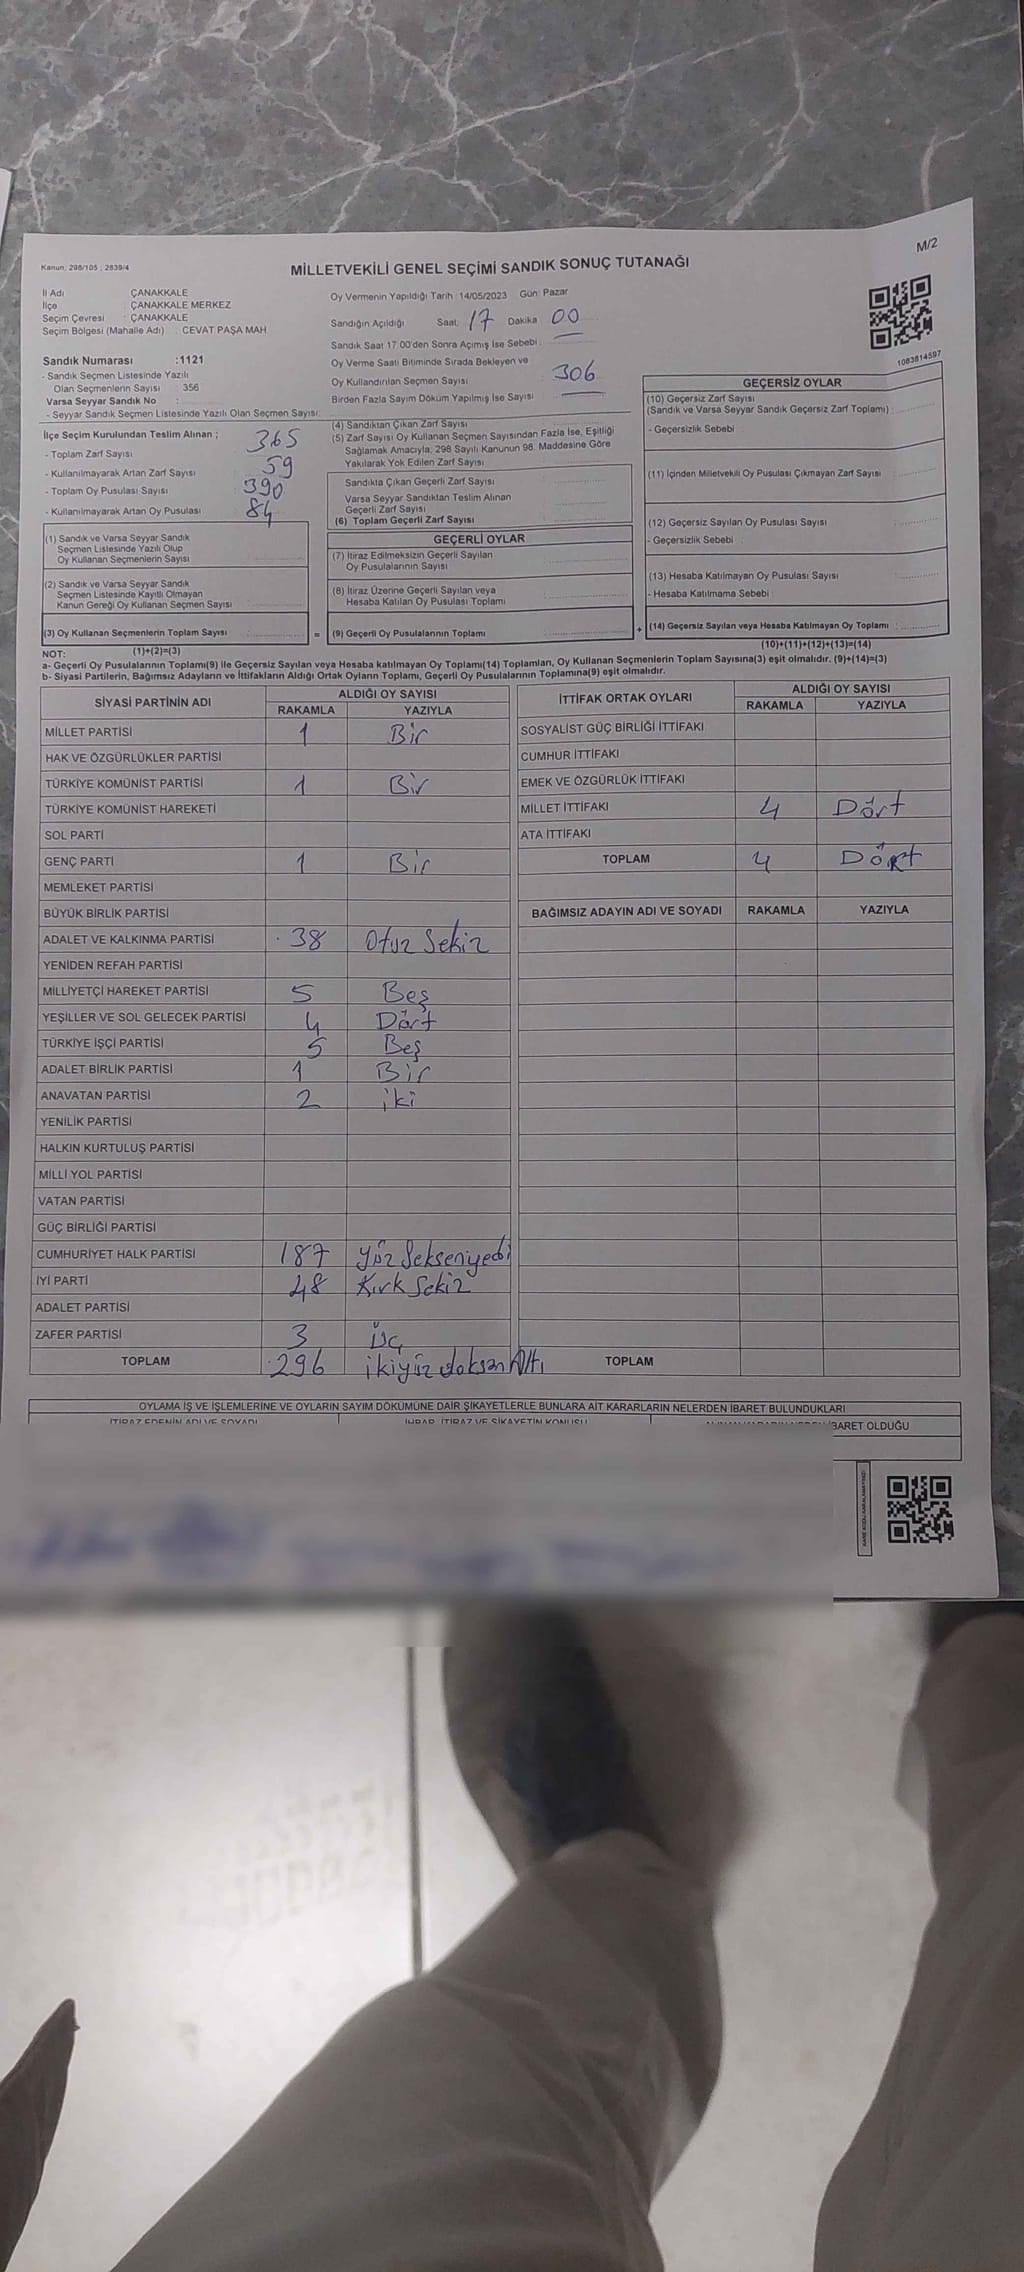 M/2
Kanun: 298/105 , 2839/4
MİLLETVEKİLİ GENEL SEÇİMİ SANDIK SONUÇ TUTANAĞI
İl Adı : ÇANAKKALE
İlçe : ÇANAKKALE MERKEZ
Seçim Çevresi : ÇANAKKALE
Seçim Bölgesi (Mahalle Adı) : CEVAT PAŞA MAH
Sandık Numarası :1121
- Sandık Seçmen Listesinde Yazılı
Olan Seçmenlerin Sayısı : 356
Varsa Seyyar Sandık No :
- Seyyar Sandık Seçmen Listesinde Yazılı Olan Seçmen Sayısı:
Oy Vermenin Yapıldığı Tarih : 14/05/2023 Gün: Pazar
Sandığın Açıldığı Saat: 17 Dakika 00
Sandık Saat 17:00'den Sonra Açımış İse Sebebi :
Oy Verme Saati Bitiminde Sırada Bekleyen ve
Oy Kullandırılan Seçmen Sayısı : 306
Birden Fazla Sayım Döküm Yapılmış İse Sayısı :
1083814597
İlçe Seçim Kurulundan Teslim Alınan ;
- Toplam Zarf Sayısı : 365
- Kullanılmayarak Artan Zarf Sayısı : 59
- Toplam Oy Pusulası Sayısı : 390
- Kullanılmayarak Artan Oy Pusulası : 84
(1) Sandık ve Varsa Seyyar Sandık
Seçmen Listesinde Yazılı Olup
Oy Kullanan Seçmenlerin Sayısı :
(2) Sandık ve Varsa Seyyar Sandık
Seçmen Listesinde Kayıtlı Olmayan
Kanun Gereği Oy Kullanan Seçmen Sayısı :
(3) Oy Kullanan Seçmenlerin Toplam Sayısı :
(1)+(2)=(3)
(4) Sandıktan Çıkan Zarf Sayısı :
(5) Zarf Sayısı Oy Kullanan Seçmen Sayısından Fazla İse, Eşitliği
Sağlamak Amacıyla; 298 Sayılı Kanunun 98. Maddesine Göre
Yakılarak Yok Edilen Zarf Sayısı :
Sandıkta Çıkan Geçerli Zarf Sayısı :
Varsa Seyyar Sandıktan Teslim Alınan
Geçerli Zarf Sayısı :
(6) Toplam Geçerli Zarf Sayısı :
GEÇERLİ OYLAR
(7) İtiraz Edilmeksizin Geçerli Sayılan
Oy Pusulalarının Sayısı :
(8) İtiraz Üzerine Geçerli Sayılan veya
Hesaba Katılan Oy Pusulası Toplamı :
= (9) Geçerli Oy Pusulalarının Toplamı : +
GEÇERSİZ OYLAR
(10) Geçersiz Zarf Sayısı
(Sandık ve Varsa Seyyar Sandık Geçersiz Zarf Toplamı) :
- Geçersizlik Sebebi :
(11) İçinden Milletvekili Oy Pusulası Çıkmayan Zarf Sayısı :
(12) Geçersiz Sayılan Oy Pusulası Sayısı :
- Geçersizlik Sebebi :
(13) Hesaba Katılmayan Oy Pusulası Sayısı :
- Hesaba Katılmama Sebebi :
(14) Geçersiz Sayılan veya Hesaba Katılmayan Oy Toplamı :
(10)+(11)+(12)+(13)=(14)
NOT:
a- Geçerli Oy Pusulalarının Toplamı(9) ile Geçersiz Sayılan veya Hesaba katılmayan Oy Toplamı(14) Toplamları, Oy Kullanan Seçmenlerin Toplam Sayısına(3) eşit olmalıdır. (9)+(14)=(3)
b- Siyasi Partilerin, Bağımsız Adayların ve İttifakların Aldığı Ortak Oyların Toplamı, Geçerli Oy Pusulalarının Toplamına(9) eşit olmalıdır.
SİYASİ PARTİNİN ADI ALDIĞI OY SAYISI
RAKAMLA YAZIYLA
MİLLET PARTİSİ 1 Bir
HAK VE ÖZGÜRLÜKLER PARTİSİ
TÜRKİYE KOMÜNİST PARTİSİ 1 Bir
TÜRKİYE KOMÜNİST HAREKETİ
SOL PARTİ
GENÇ PARTİ 1 Bir
MEMLEKET PARTİSİ
BÜYÜK BİRLİK PARTİSİ
ADALET VE KALKINMA PARTİSİ 38 Otuz Sekiz
YENİDEN REFAH PARTİSİ
MİLLİYETÇİ HAREKET PARTİSİ 5 Beş
YEŞİLLER VE SOL GELECEK PARTİSİ 4 Dört
TÜRKİYE İŞÇİ PARTİSİ 5 Beş
ADALET BİRLİK PARTİSİ 1 Bir
ANAVATAN PARTİSİ 2 iki
YENİLİK PARTİSİ
HALKIN KURTULUŞ PARTİSİ
MİLLİ YOL PARTİSİ
VATAN PARTİSİ
GÜÇ BİRLİĞİ PARTİSİ
CUMHURİYET HALK PARTİSİ 187 Yüz Seksenyedi
İYİ PARTİ 48 Kırk Sekiz
ADALET PARTİSİ
ZAFER PARTİSİ 3 üç
TOPLAM 296 ikiyüz doksan Altı
İTTİFAK ORTAK OYLARI ALDIĞI OY SAYISI
RAKAMLA YAZIYLA
SOSYALİST GÜÇ BİRLİĞİ İTTİFAKI
CUMHUR İTTİFAKI
EMEK VE ÖZGÜRLÜK İTTİFAKI
MİLLET İTTİFAKI 4 Dört
ATA İTTİFAKI
TOPLAM 4 Dört
BAĞIMSIZ ADAYIN ADI VE SOYADI RAKAMLA YAZIYLA
TOPLAM
OYLAMA İŞ VE İŞLEMLERİNE VE OYLARIN SAYIM DÖKÜMÜNE DAİR ŞİKAYETLERLE BUNLARA AİT KARARLARIN NELERDEN İBARET BULUNDUKLARI
İTİRAZ EDENİN ADI VE SOYADI İHBAR, İTİRAZ VE ŞİKAYETİN KONUSU İBARET OLDUĞU